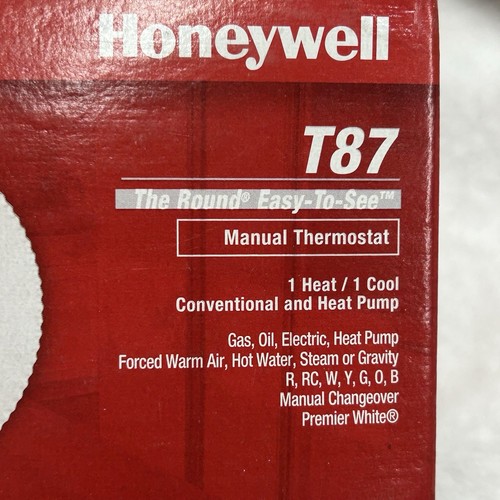 Honeywell
T87
The Round® Easy-To-See™
Manual Thermostat
1 Heat / 1 Cool
Conventional and Heat Pump
Gas, Oil, Electric, Heat Pump
Forced Warm Air, Hot Water, Steam or Gravity
R, RC, W, Y, G, O, B
Manual Changeover
Premier White®